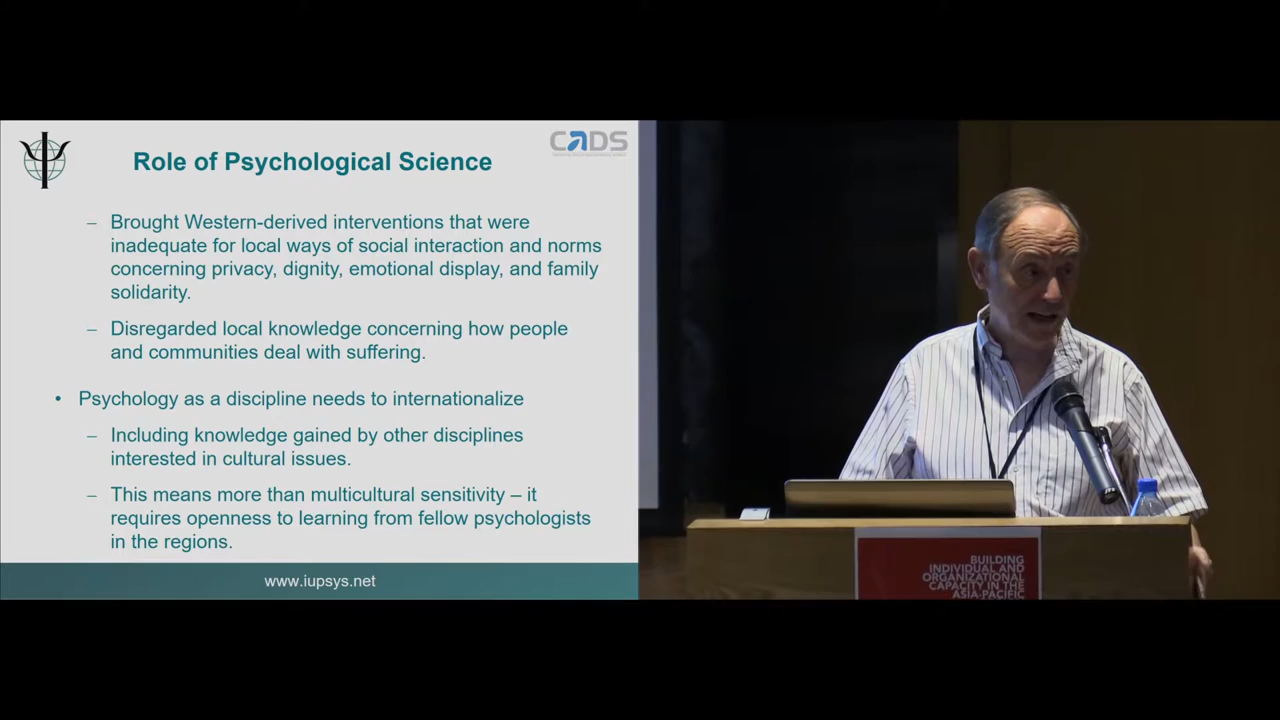 CADS
Role of Psychological Science
– Brought Western-derived interventions that were
inadequate for local ways of social interaction and norms
concerning privacy, dignity, emotional display, and family
solidarity.
– Disregarded local knowledge concerning how people
and communities deal with suffering.
• Psychology as a discipline needs to internationalize
– Including knowledge gained by other disciplines
interested in cultural issues.
– This means more than multicultural sensitivity – it
requires openness to learning from fellow psychologists
in the regions.
www.iupsys.net
BUILDING
INDIVIDUAL AND
ORGANIZATIONAL
CAPACITY IN THE
ASIA-PACIFIC